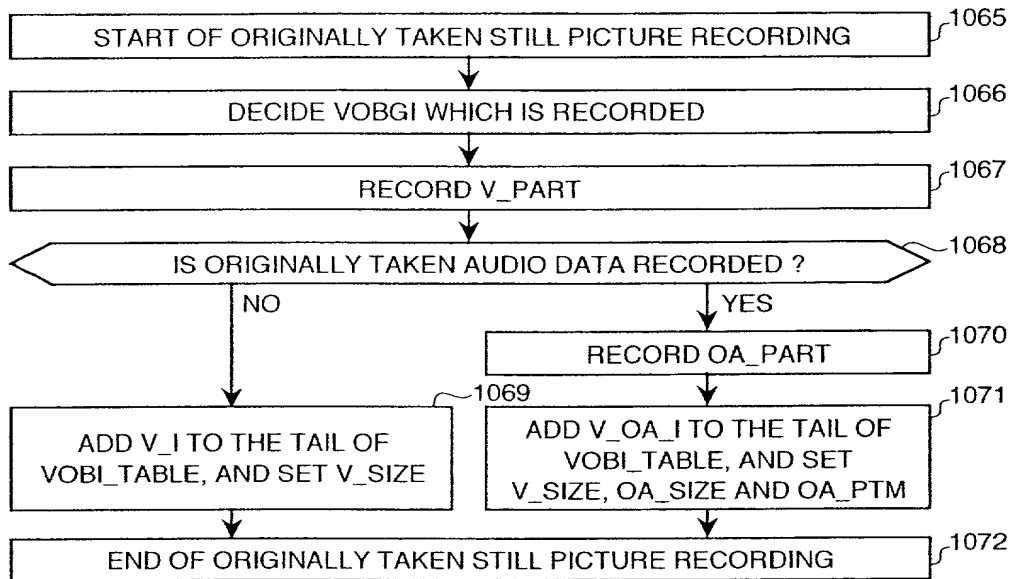 START OF ORIGINALLY TAKEN STILL PICTURE RECORDING
1065
DECIDE VOBGI WHICH IS RECORDED
1066
RECORD V_PART
1067
IS ORIGINALLY TAKEN AUDIO DATA RECORDED ?
1068
NO
YES
RECORD OA_PART
1070
1069
ADD V_I TO THE TAIL OF
VOBI_TABLE, AND SET V_SIZE
1071
ADD V_OA_I TO THE TAIL OF
VOBI_TABLE, AND SET
V_SIZE, OA_SIZE AND OA_PTM
END OF ORIGINALLY TAKEN STILL PICTURE RECORDING
1072